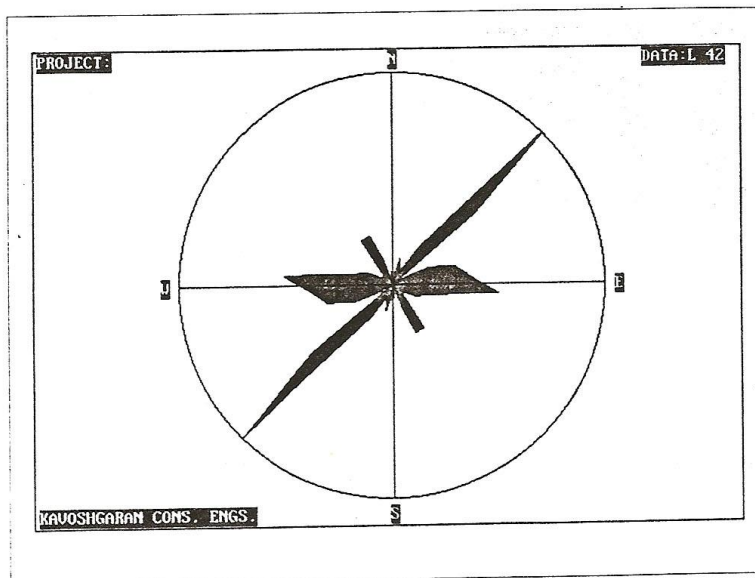 PROJECT:
N
DATA:L 42
E
S
KAVOSHGARAN CONS. ENGS.